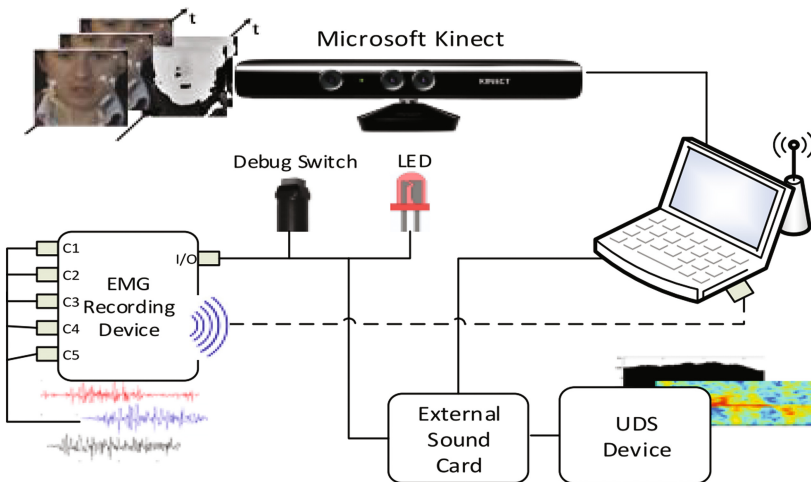 t
t
Microsoft Kinect
KINECT
Debug Switch
LED
C1
C2
C3
C4
C5
I/O
EMG
Recording
Device
External
Sound
Card
UDS
Device